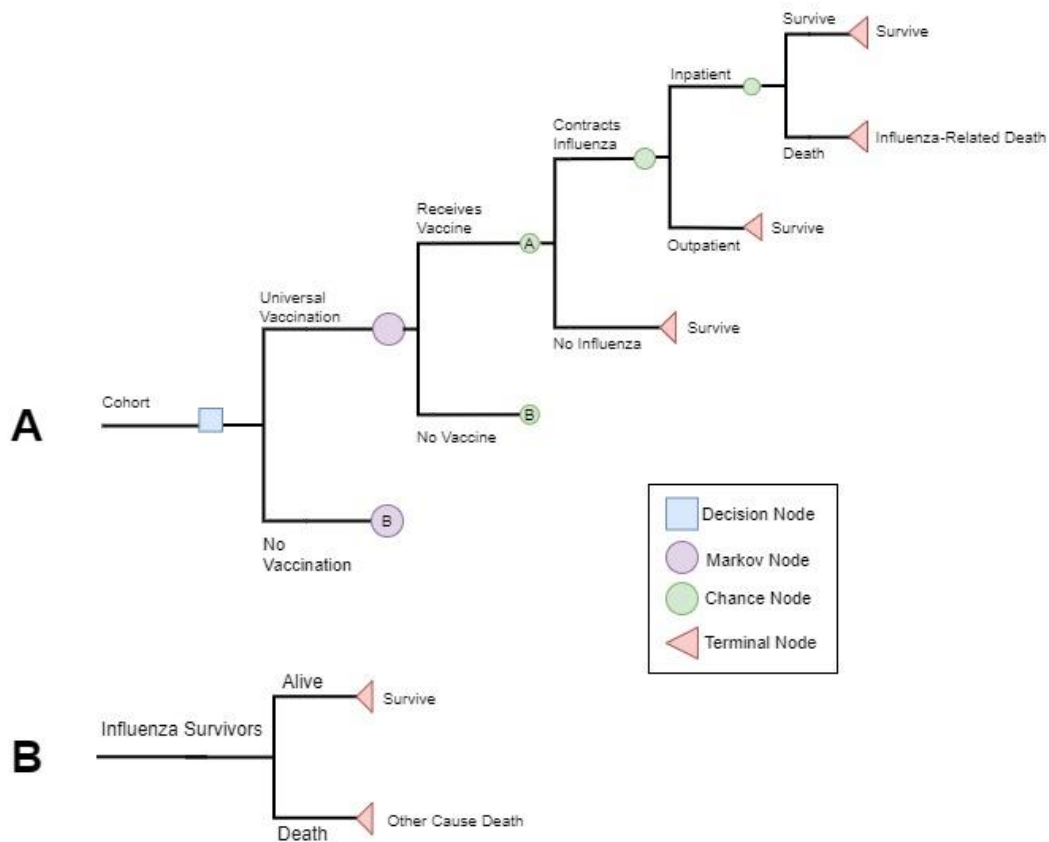 Survive
Survive
Inpatient
Death
Influenza-Related Death
Contracts
Influenza
Receives
Vaccine
A
Outpatient
Survive
Universal
Vaccination
No Influenza
Survive
A
Cohort
No Vaccine
B
No
Vaccination
B
Decision Node
Markov Node
Chance Node
Terminal Node
B
Influenza Survivors
Alive
Survive
Death
Other Cause Death